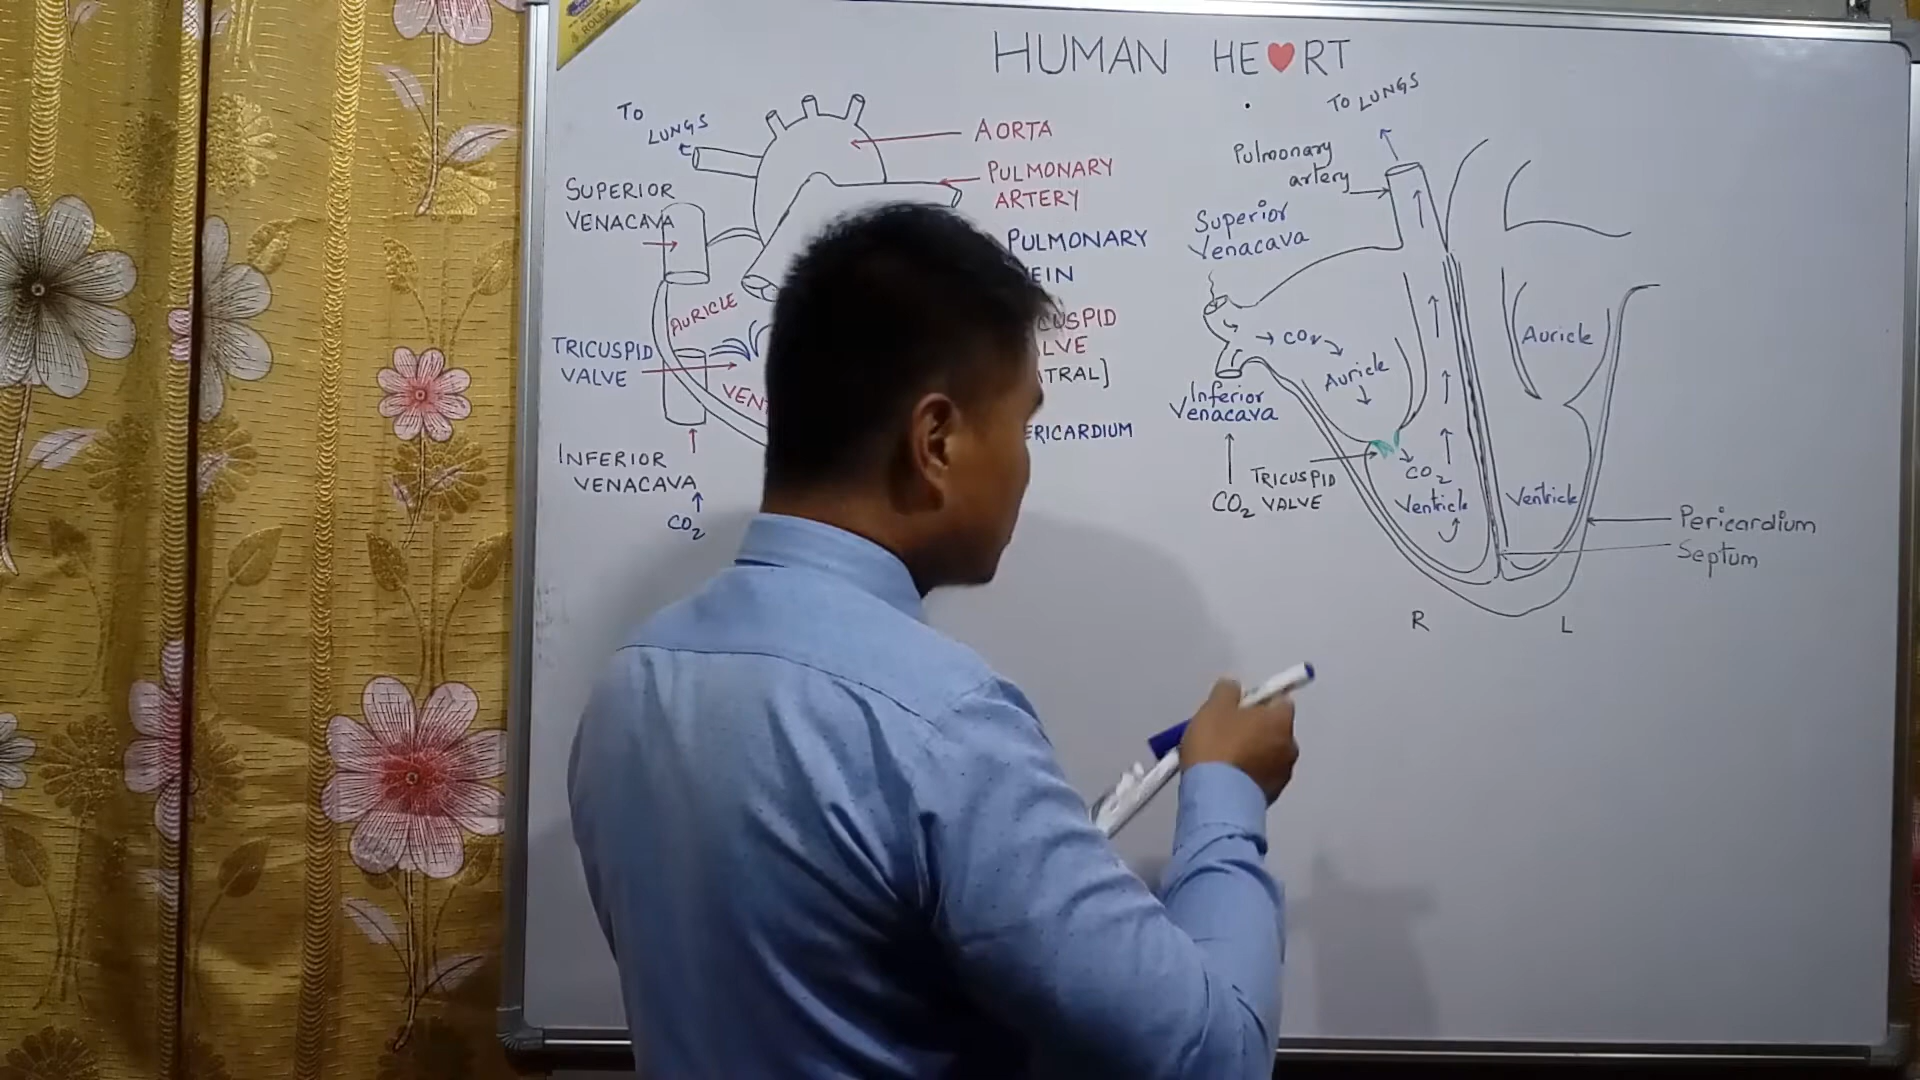 HUMAN HE♥RT
ROLEX
TO
LUNGS
SUPERIOR
VENACAVA
AURICLE
TRICUSPID
VALVE
INFERIOR
VENACAVA
CO2
AORTA
PULMONARY
ARTERY
PULMONARY
TO LUNGS
Pulmonary
artery
Superior
Venacava
CO2
Auricle
Inferior
Venacava
CO2
TRICUSPID
VALVE
CO2
Ventricle
Auricle
Ventricle
Pericardium
Septum
R
L